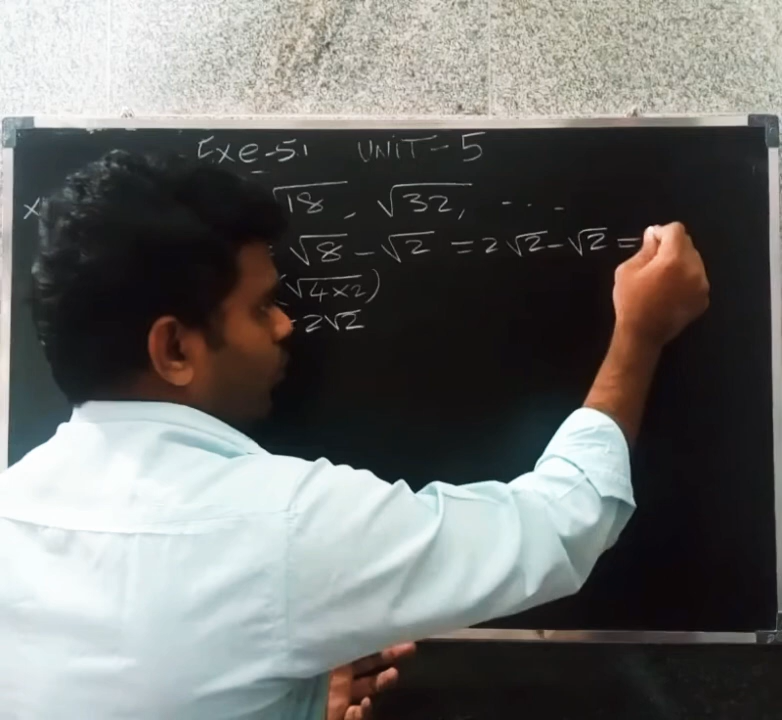 Exe-5.1 UNIT-5
√18, √32, ....
√8 - √2 = 2√2 - √2 =
(√4×2)
2√2